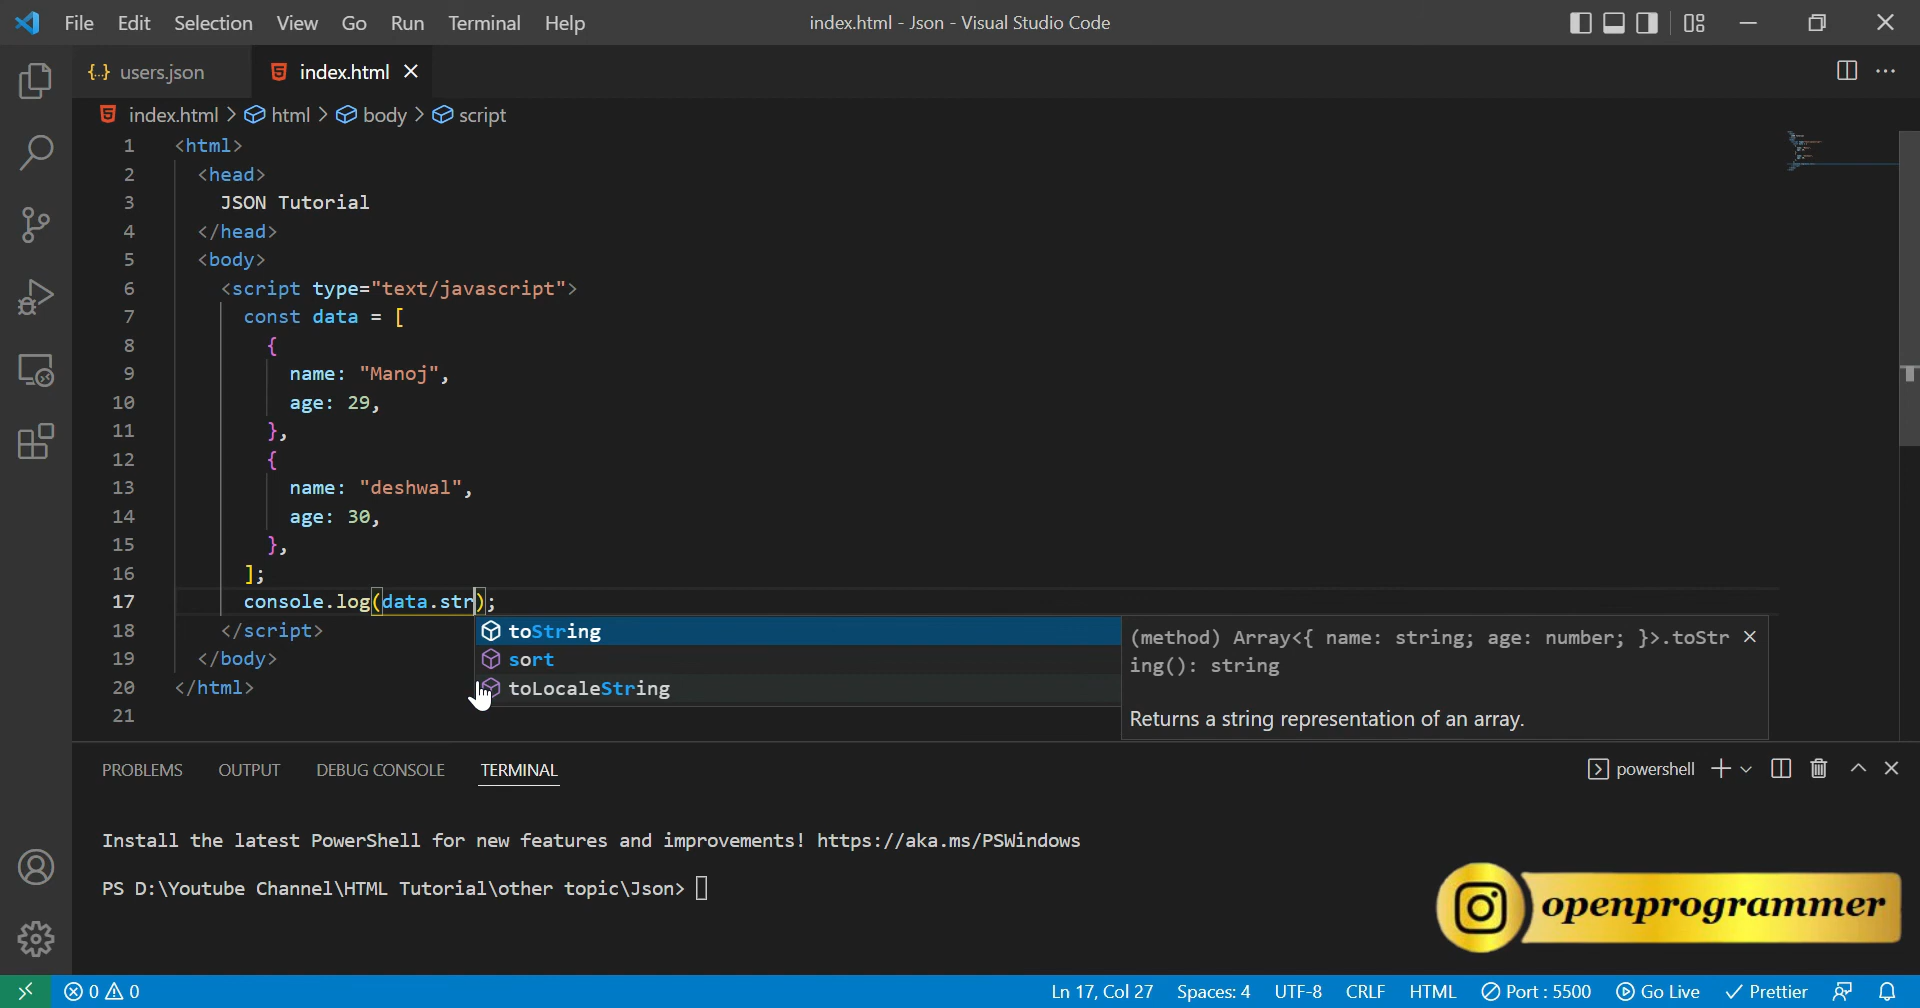 File Edit Selection View Go Run Terminal Help index.html - Json - Visual Studio Code
{..} users.json index.html
index.html > html > body > script
1 <html>
2 <head>
3 JSON Tutorial
4 </head>
5 <body>
6 <script type="text/javascript">
7 const data = [
8 {
9 name: "Manoj",
10 age: 29,
11 },
12 {
13 name: "deshwal",
14 age: 30,
15 },
16 ];
17 console.log(data.str);
18 </script>
19 </body>
20 </html>
21
toString
sort
toLocaleString
(method) Array<{ name: string; age: number; }>.toStr
ing(): string
Returns a string representation of an array.
PROBLEMS OUTPUT DEBUG CONSOLE TERMINAL powershell
Install the latest PowerShell for new features and improvements! https://aka.ms/PSWindows
PS D:\Youtube Channel\HTML Tutorial\other topic\Json>
openprogrammer
0 0 Ln 17, Col 27 Spaces: 4 UTF-8 CRLF HTML Port : 5500 Go Live Prettier